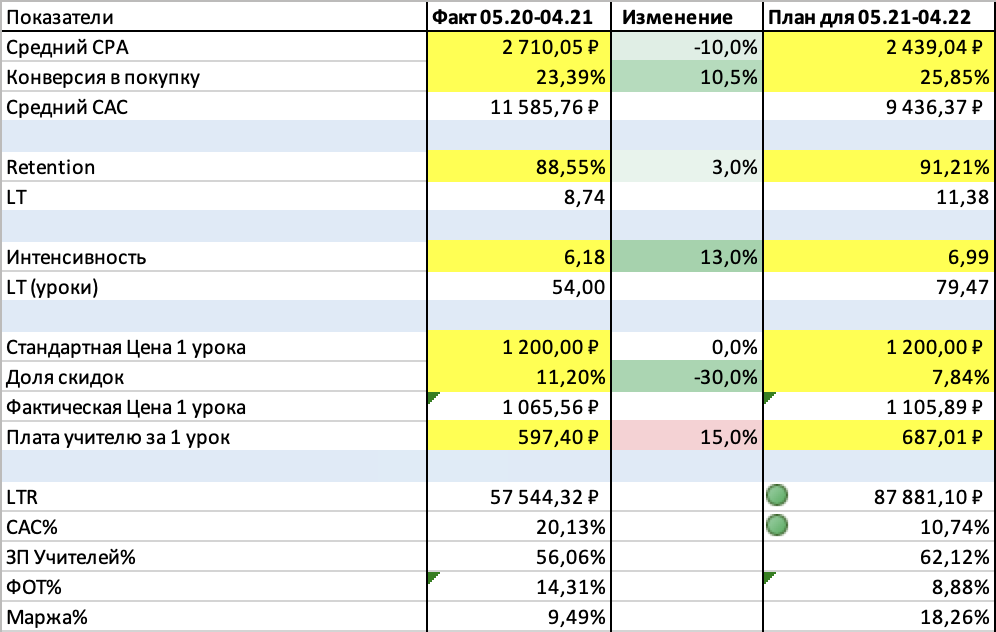 Показатели Факт 05.20-04.21 Изменение План для 05.21-04.22
Средний CPA 2 710,05 ₽ -10,0% 2 439,04 ₽
Конверсия в покупку 23,39% 10,5% 25,85%
Средний CAC 11 585,76 ₽ 9 436,37 ₽
Retention 88,55% 3,0% 91,21%
LT 8,74 11,38
Интенсивность 6,18 13,0% 6,99
LT (уроки) 54,00 79,47
Стандартная Цена 1 урока 1 200,00 ₽ 0,0% 1 200,00 ₽
Доля скидок 11,20% -30,0% 7,84%
Фактическая Цена 1 урока 1 065,56 ₽ 1 105,89 ₽
Плата учителю за 1 урок 597,40 ₽ 15,0% 687,01 ₽
LTR 57 544,32 ₽ 87 881,10 ₽
CAC% 20,13% 10,74%
ЗП Учителей% 56,06% 62,12%
ФОТ% 14,31% 8,88%
Маржа% 9,49% 18,26%